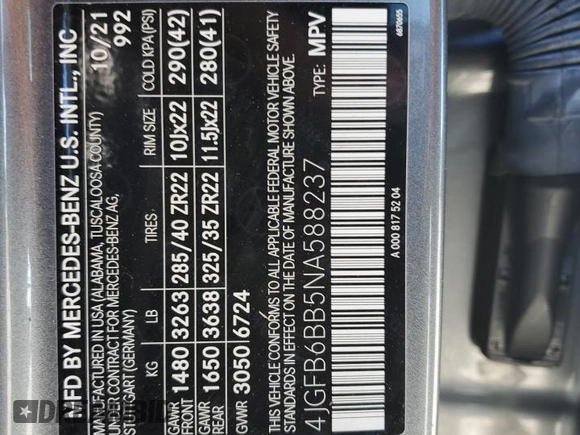 MFD BY MERCEDES-BENZ U.S. INTL., INC
MANUFACTURED IN USA (ALABAMA, TUSCALOOSA COUNTY) 10/21
UNDER CONTRACT FOR MERCEDES-BENZ AG, 992
STUTTGART (GERMANY)
KG LB TIRES RIM SIZE COLD KPA(PSI)
GAWR FRONT 1480 3263 285/40 ZR22 10Jx22 290(42)
GAWR REAR 1650 3638 325/35 ZR22 11.5Jx22 280(41)
GVWR 3050 6724
THIS VEHICLE CONFORMS TO ALL APPLICABLE FEDERAL MOTOR VEHICLE SAFETY
STANDARDS IN EFFECT ON THE DATE OF MANUFACTURE SHOWN ABOVE.
4JGFB6BB5NA588237 MPV
A 000 817 52 04
6870655